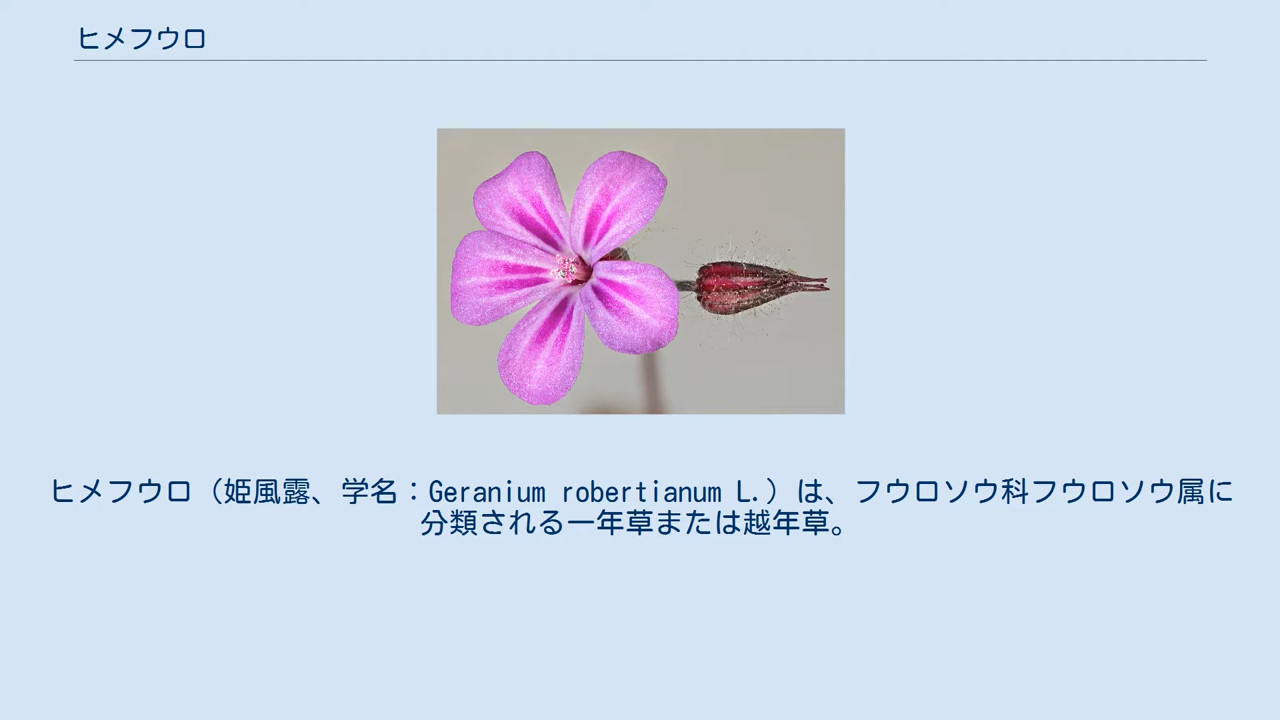 ヒメフウロ
ヒメフウロ（姫風露、学名：Geranium robertianum L.）は、フウロソウ科フウロソウ属に
分類される一年草または越年草。